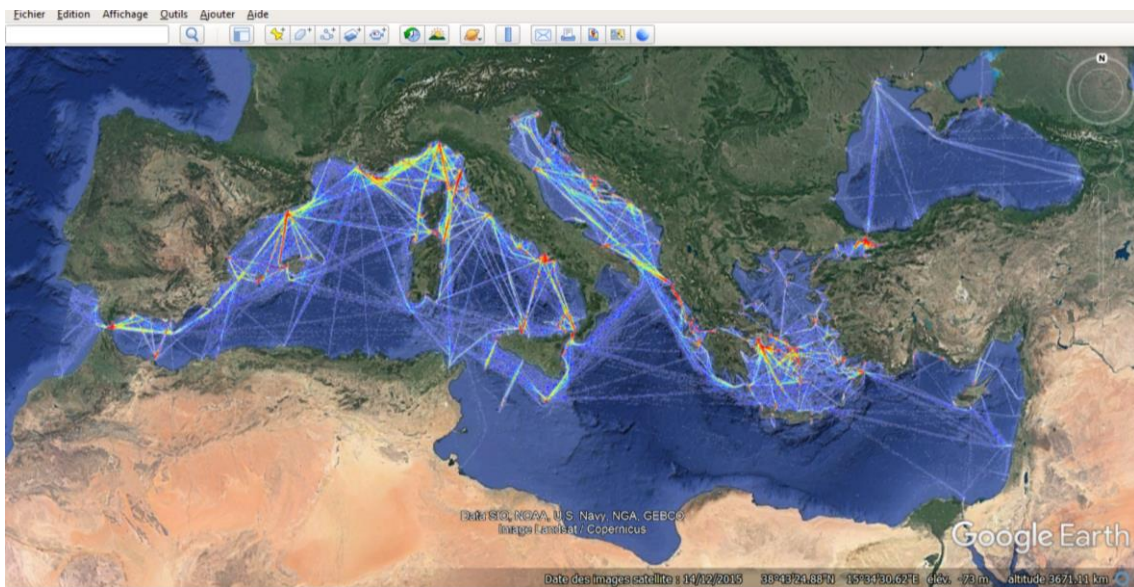 Fichier Edition Affichage Outils Ajouter Aide
N
Data SIO, NOAA, U.S. Navy, NGA, GEBCO
Image Landsat / Copernicus
Google Earth
Date des images satellite : 14/12/2015 38°43'24.88"N 15°34'30.62"E élév. -73 m altitude 3671.11 km